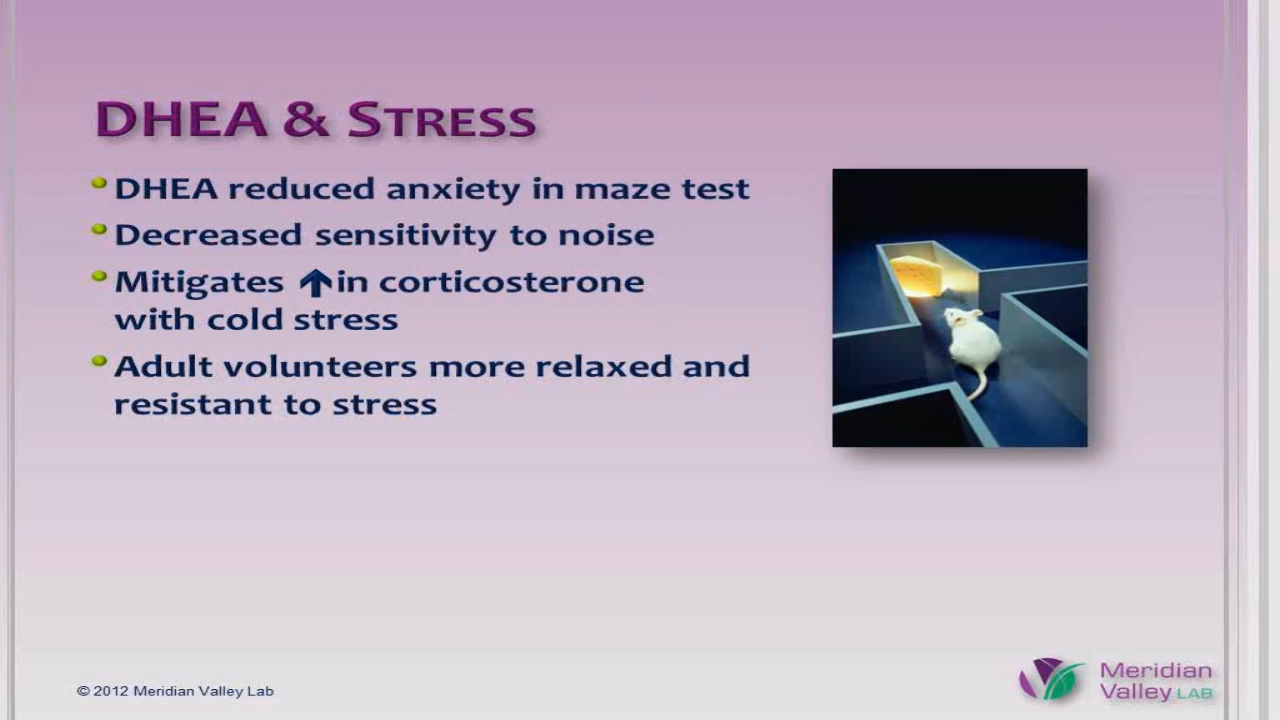 DHEA & STRESS
DHEA reduced anxiety in maze test
Decreased sensitivity to noise
Mitigates ↑ in corticosterone
with cold stress
Adult volunteers more relaxed and
resistant to stress
© 2012 Meridian Valley Lab
Meridian
Valley LAB